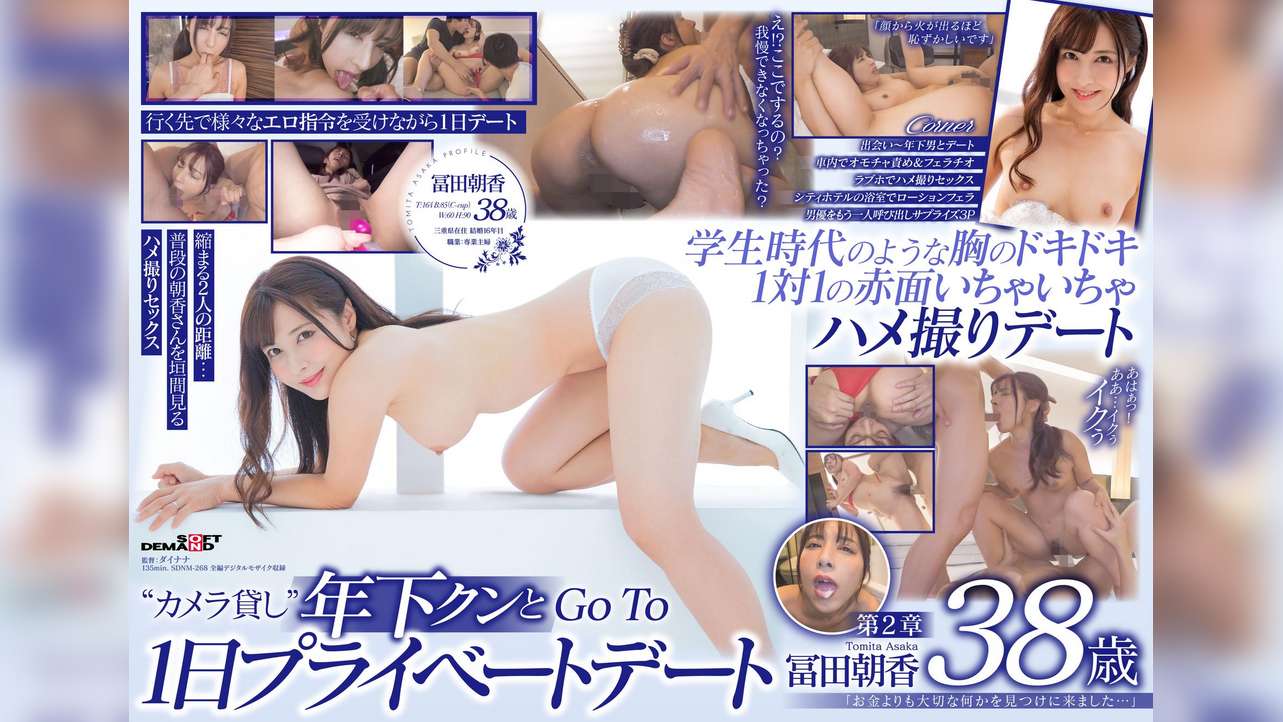 行く先で様々なエロ指令を受けながら1日デート
TOMITA ASAKA PROFILE
冨田朝香
38歳
T:164 B:85(C-cup)
W:60 H:90
三重県在住 結婚16年目
職業:専業主婦
え!?ここでするの?
我慢できなくなっちゃった?
「顔から火が出るほど
恥ずかしいです」
Corner
出会い~年下男とデート
車内でオモチャ責め&フェラチオ
ラブホでハメ撮りセックス
シティホテルの浴室でローションフェラ
男優をもう一人呼び出しサプライズ3P
縮まる2人の距離…
普段の朝香さんを垣間見る
ハメ撮りセックス
学生時代のような胸のドキドキ
1対1の赤面いちゃいちゃ
ハメ撮りデート
あはぁっ!
ああ…イクぅ
イクぅ
SOFT
DEMAND
監督:ダイナナ
135min. SDNM-268 全編デジタルモザイク収録
“カメラ貸し”年下クンとGo To
1日プライベートデート
第2章
Tomita Asaka
冨田朝香
38歳
「お金よりも大切な何かを見つけに来ました…」